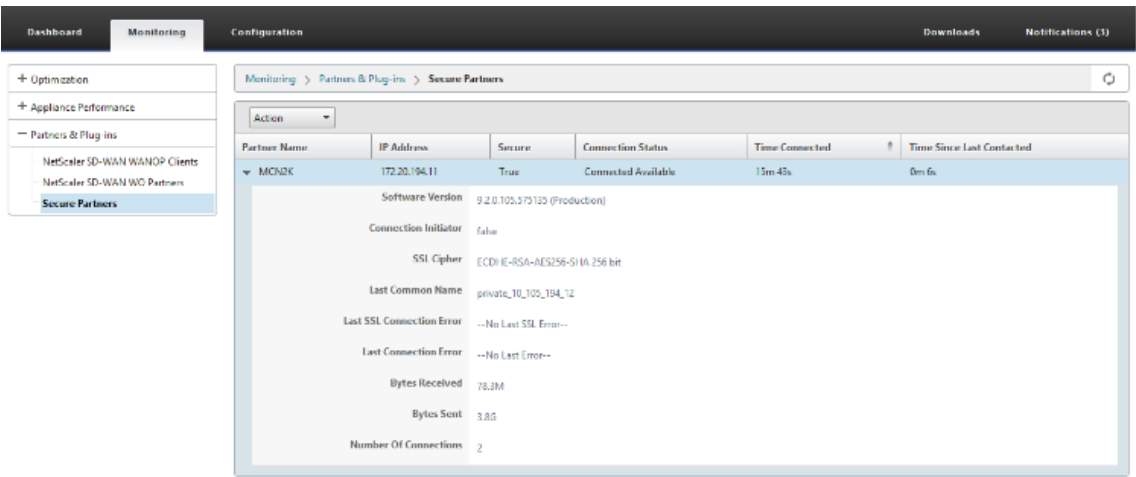 Dashboard Monitoring Configuration Downloads Notifications (3)
+ Optimization
Monitoring > Partners & Plug-ins > Secure Partners
+ Appliance Performance
Action
— Partners & Plug-ins
Partner Name IP Address Secure Connection Status Time Connected Time Since Last Contacted
NetScaler SD-WAN WANOP Clients
MCN2K 172.20.194.11 True Connected Available 15m 43s 0m 6s
NetScaler SD-WAN WO Partners
Secure Partners
Software Version 9.2.0.105.575135 (Production)
Connection Initiator false
SSL Cipher ECDHE-RSA-AES256-SHA 256 bit
Last Common Name private_10_105_194_12
Last SSL Connection Error --No Last SSL Error--
Last Connection Error --No Last Error--
Bytes Received 78.3M
Bytes Sent 3.8G
Number Of Connections 2